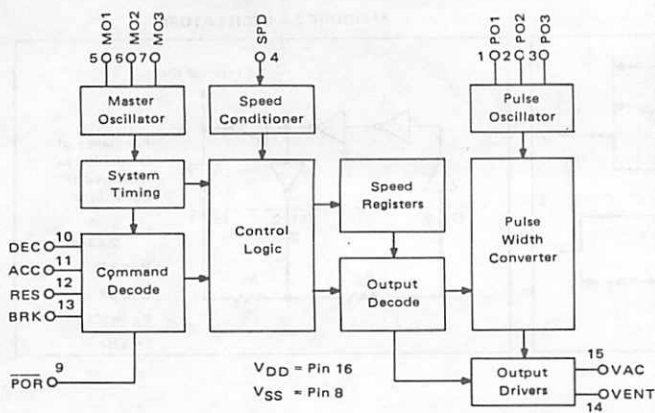 MO1 MO2 MO3
SPD
PO1 PO2 PO3
5 6 7
4
1 2 3
Master
Oscillator
Speed
Conditioner
Pulse
Oscillator
System
Timing
Control
Logic
Speed
Registers
Pulse
Width
Converter
DEC 10
ACC 11
RES 12
BRK 13
Command
Decode
Output
Decode
POR 9
VDD = Pin 16
VSS = Pin 8
Output
Drivers
15 VAC
14 VENT